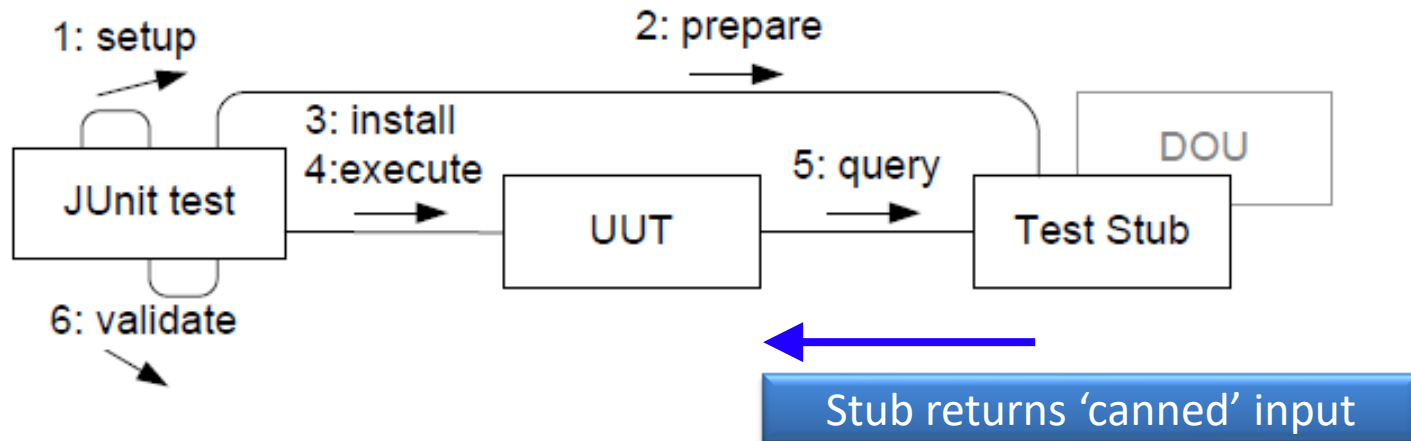 1: setup
2: prepare
3: install
4:execute
5: query
DOU
JUnit test
UUT
Test Stub
6: validate
Stub returns ‘canned’ input